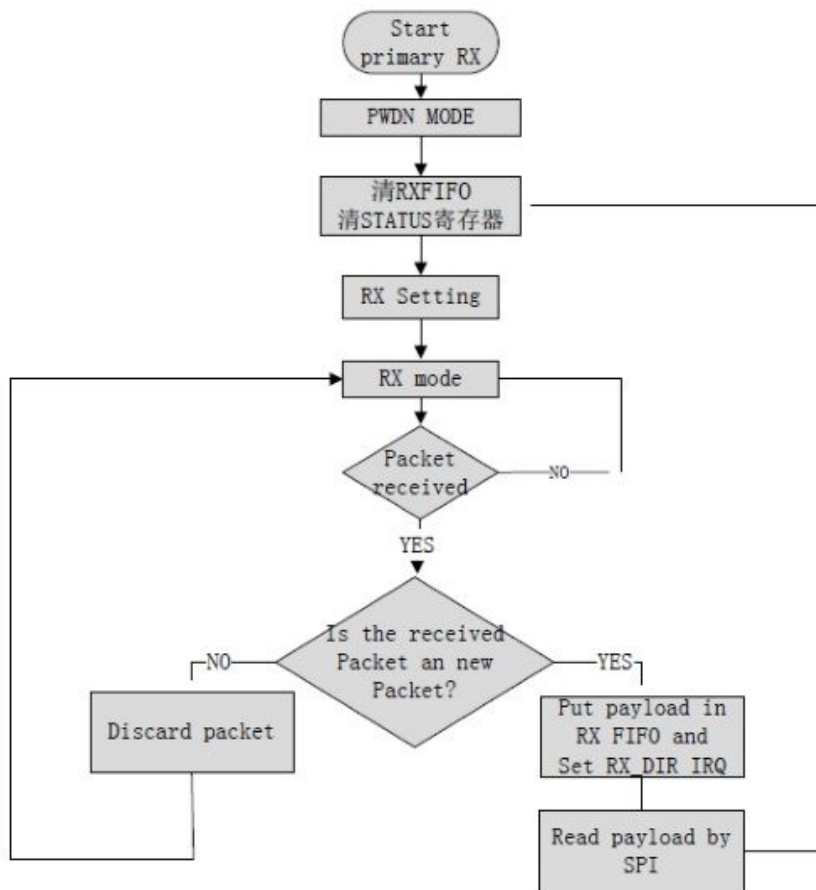 Start
primary RX
PWDN MODE
清RXFIFO
清STATUS寄存器
RX Setting
RX mode
Packet
received
NO
YES
Is the received
Packet an new
Packet?
NO
YES
Discard packet
Put payload in
RX FIFO and
Set RX_DIR IRQ
Read payload by
SPI